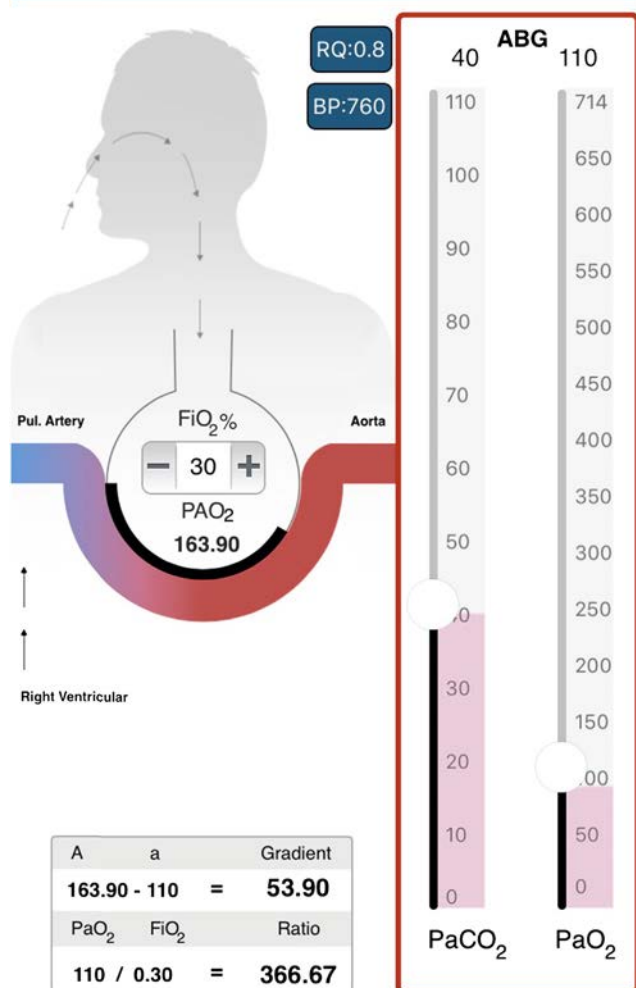 RQ:0.8
BP:760
ABG
40 110
110
100
90
80
70
60
50
30
20
10
0
PaCO₂
714
650
600
550
500
450
400
350
300
250
200
150
50
0
PaO₂
Pul. Artery
Aorta
FiO₂%
− 30 +
PAO₂
163.90
Right Ventricular
A a Gradient
163.90 - 110 = 53.90
PaO₂ FiO₂ Ratio
110 / 0.30 = 366.67